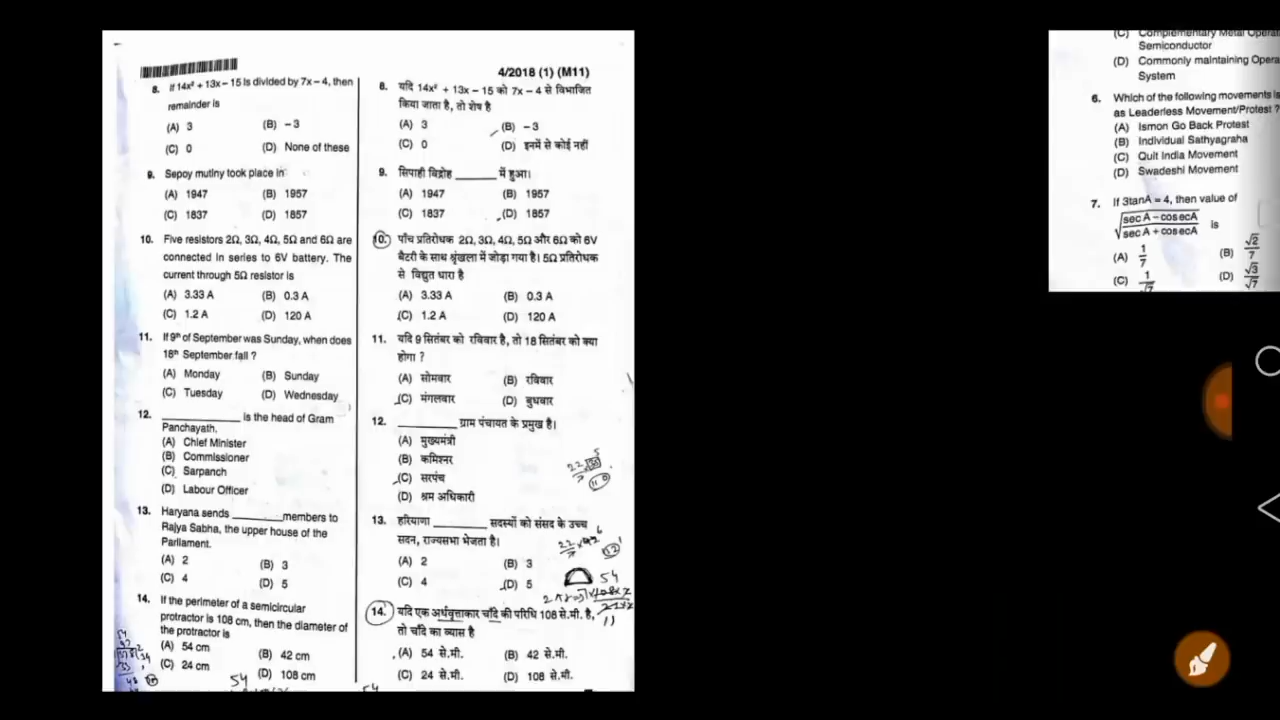 4/2018 (1) (M11)
8. If 14x² + 13x – 15 is divided by 7x – 4, then
remainder is
(A) 3 (B) – 3
(C) 0 (D) None of these
9. Sepoy mutiny took place in
(A) 1947 (B) 1957
(C) 1837 (D) 1857
10. Five resistors 2Ω, 3Ω, 4Ω, 5Ω and 6Ω are
connected in series to 6V battery. The
current through 5Ω resistor is
(A) 3.33 A (B) 0.3 A
(C) 1.2 A (D) 120 A
11. If 9th of September was Sunday, when does
18th September fall ?
(A) Monday (B) Sunday
(C) Tuesday (D) Wednesday
12. __________ is the head of Gram
Panchayath.
(A) Chief Minister
(B) Commissioner
(C) Sarpanch
(D) Labour Officer
13. Haryana sends ________members to
Rajya Sabha, the upper house of the
Parliament.
(A) 2 (B) 3
(C) 4 (D) 5
14. If the perimeter of a semicircular
protractor is 108 cm, then the diameter of
the protractor is
(A) 54 cm (B) 42 cm
(C) 24 cm (D) 108 cm
54
8. यदि 14x² + 13x – 15 को 7x – 4 से विभाजित
किया जाता है, तो शेष है
(A) 3 (B) – 3
(C) 0 (D) इनमें से कोई नहीं
9. सिपाही विद्रोह ______ में हुआ।
(A) 1947 (B) 1957
(C) 1837 (D) 1857
10. पाँच प्रतिरोधक 2Ω, 3Ω, 4Ω, 5Ω और 6Ω को 6V
बैटरी के साथ श्रृंखला में जोड़ा गया है। 5Ω प्रतिरोधक
से विद्युत धारा है
(A) 3.33 A (B) 0.3 A
(C) 1.2 A (D) 120 A
11. यदि 9 सितंबर को रविवार है, तो 18 सितंबर को क्या
होगा ?
(A) सोमवार (B) रविवार
(C) मंगलवार (D) बुधवार
12. ________ ग्राम पंचायत के प्रमुख है।
(A) मुख्यमंत्री
(B) कमिश्नर
(C) सरपंच
(D) श्रम अधिकारी
13. हरियाणा ________ सदस्यों को संसद के उच्च
सदन, राज्यसभा भेजता है।
(A) 2 (B) 3
(C) 4 (D) 5
54
14. यदि एक अर्धवृत्ताकार चाँदे की परिधि 108 से.मी. है,
तो चाँदे का व्यास है
(A) 54 से.मी. (B) 42 से.मी.
(C) 24 से.मी. (D) 108 से.मी.
(C) Complementary Metal Opera
Semiconductor
(D) Commonly maintaining Opera
System
6. Which of the following movements is
as Leaderless Movement/Protest ?
(A) Ismon Go Back Protest
(B) Individual Sathyagraha
(C) Quit India Movement
(D) Swadeshi Movement
7. If 3tanA = 4, then value of
√((sec A – cosecA)/(sec A + cosecA)) is
(A) 1/7 (B) √2/7
(C) 1/√7 (D) √3/√7